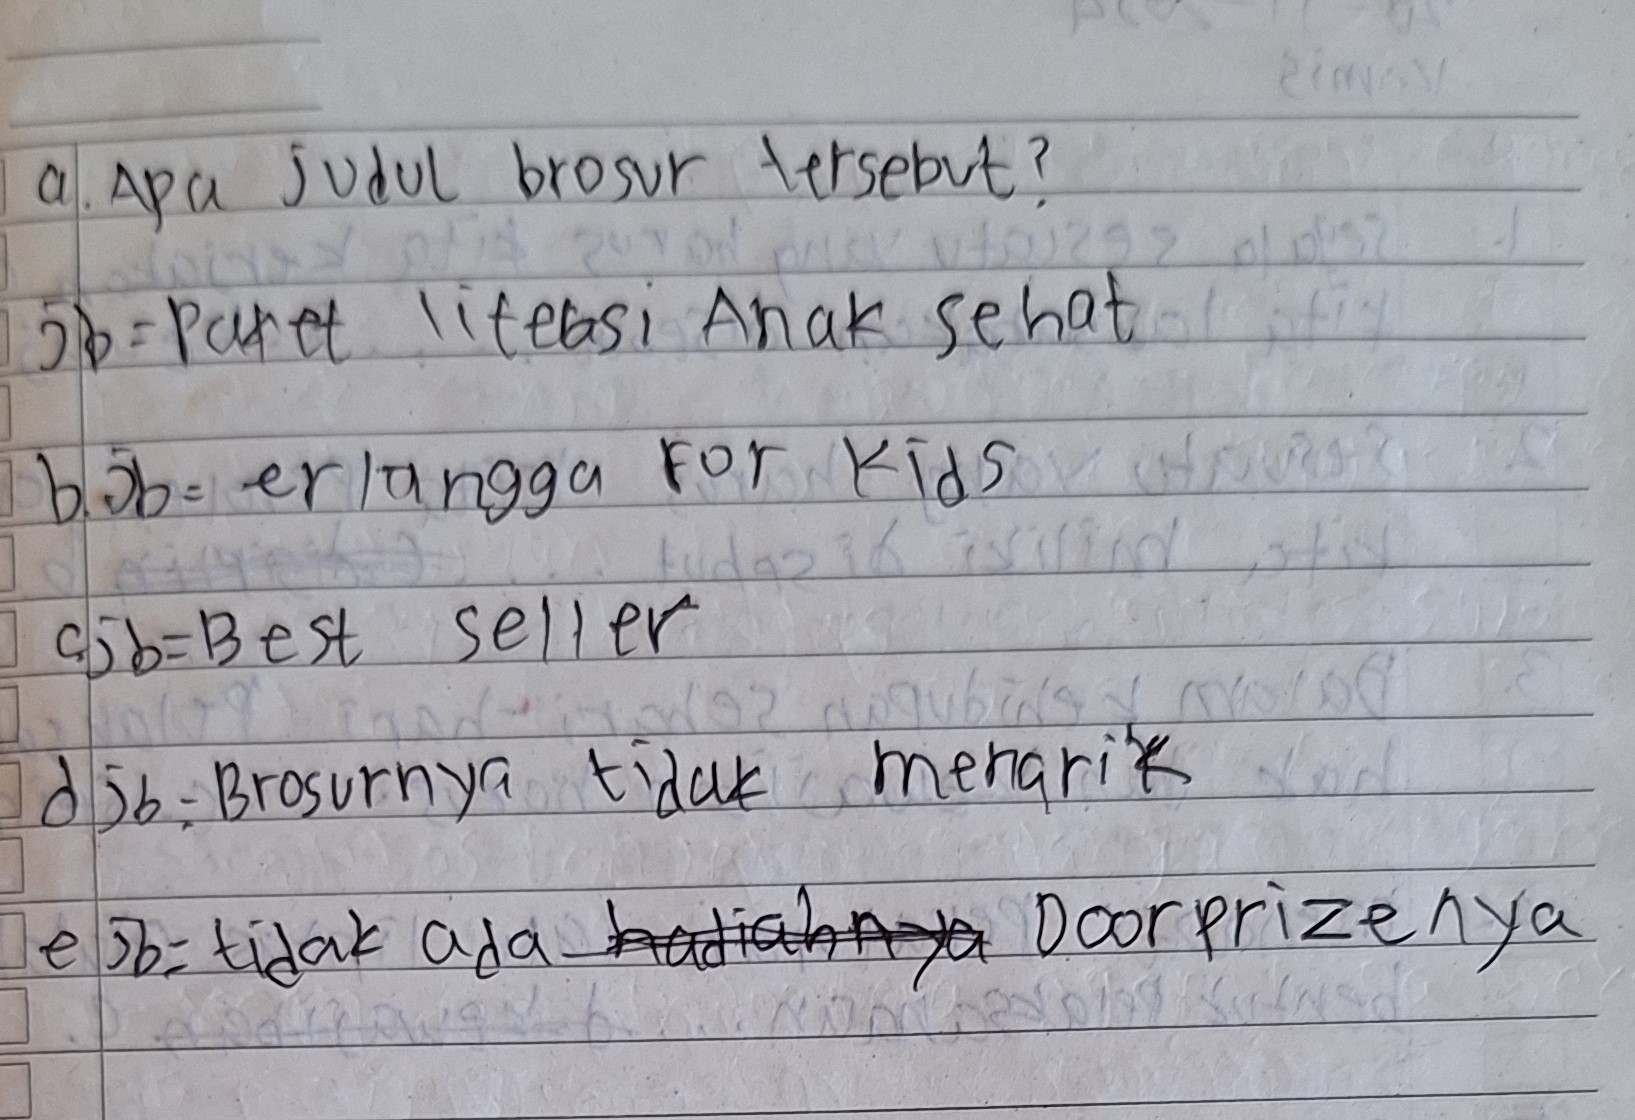 a. Apa judul brosur tersebut?
Jb = Paket litebsi Anak sehat
b. Jb = erlangga For Kids
c jb = Best seller
d jb = Brosurnya tidak menarik
e Jb = tidak ada hadiahnya Doorprizenya